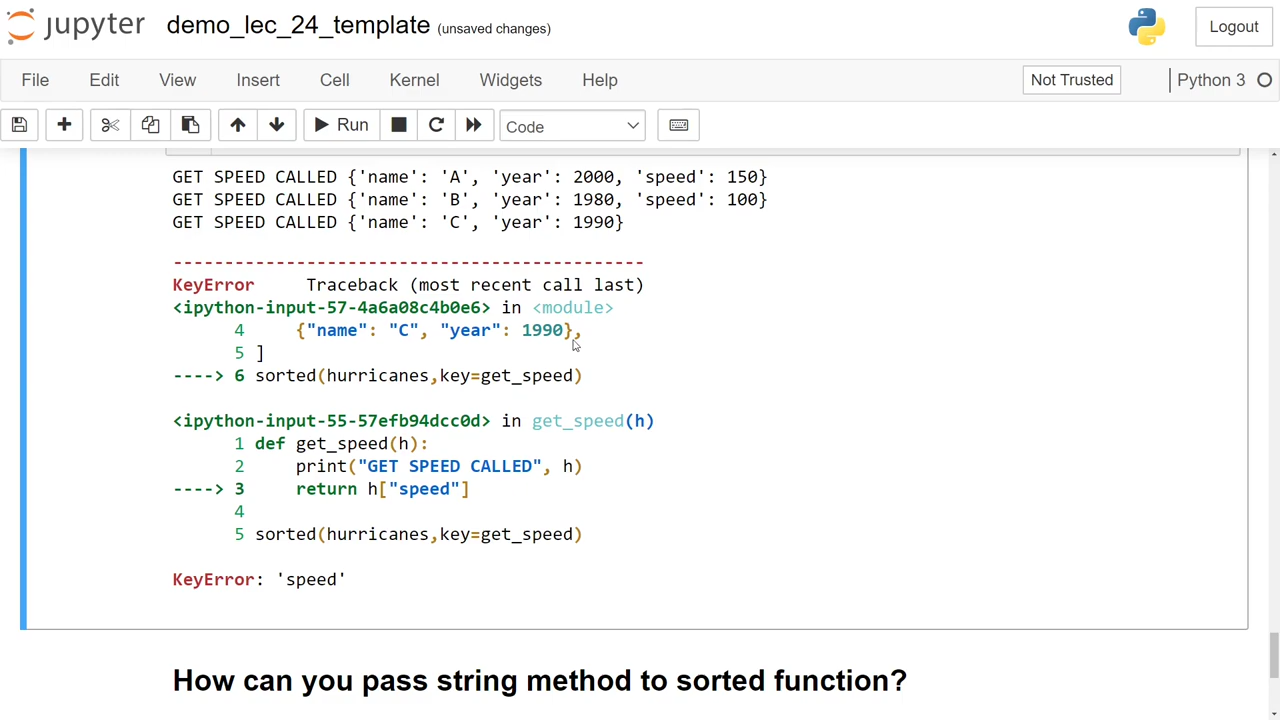 jupyter demo_lec_24_template (unsaved changes) Logout
File Edit View Insert Cell Kernel Widgets Help Not Trusted Python 3
Run Code
GET SPEED CALLED {'name': 'A', 'year': 2000, 'speed': 150}
GET SPEED CALLED {'name': 'B', 'year': 1980, 'speed': 100}
GET SPEED CALLED {'name': 'C', 'year': 1990}
----------------------------------------------
KeyError Traceback (most recent call last)
<ipython-input-57-4a6a08c4b0e6> in <module>
4 {"name": "C", "year": 1990},
5 ]
----> 6 sorted(hurricanes,key=get_speed)
<ipython-input-55-57efb94dcc0d> in get_speed(h)
1 def get_speed(h):
2 print("GET SPEED CALLED", h)
----> 3 return h["speed"]
4
5 sorted(hurricanes,key=get_speed)
KeyError: 'speed'
How can you pass string method to sorted function?